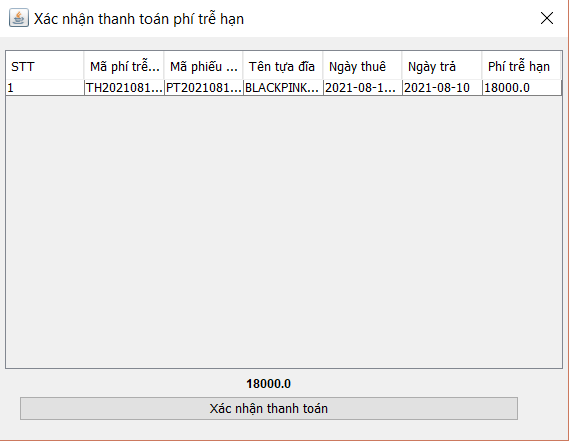 Xác nhận thanh toán phí trễ hạn
STT Mã phí trễ... Mã phiếu ... Tên tựa đĩa Ngày thuê Ngày trả Phí trễ hạn
1 TH2021081... PT2021081... BLACKPINK... 2021-08-1... 2021-08-10 18000.0
18000.0
Xác nhận thanh toán